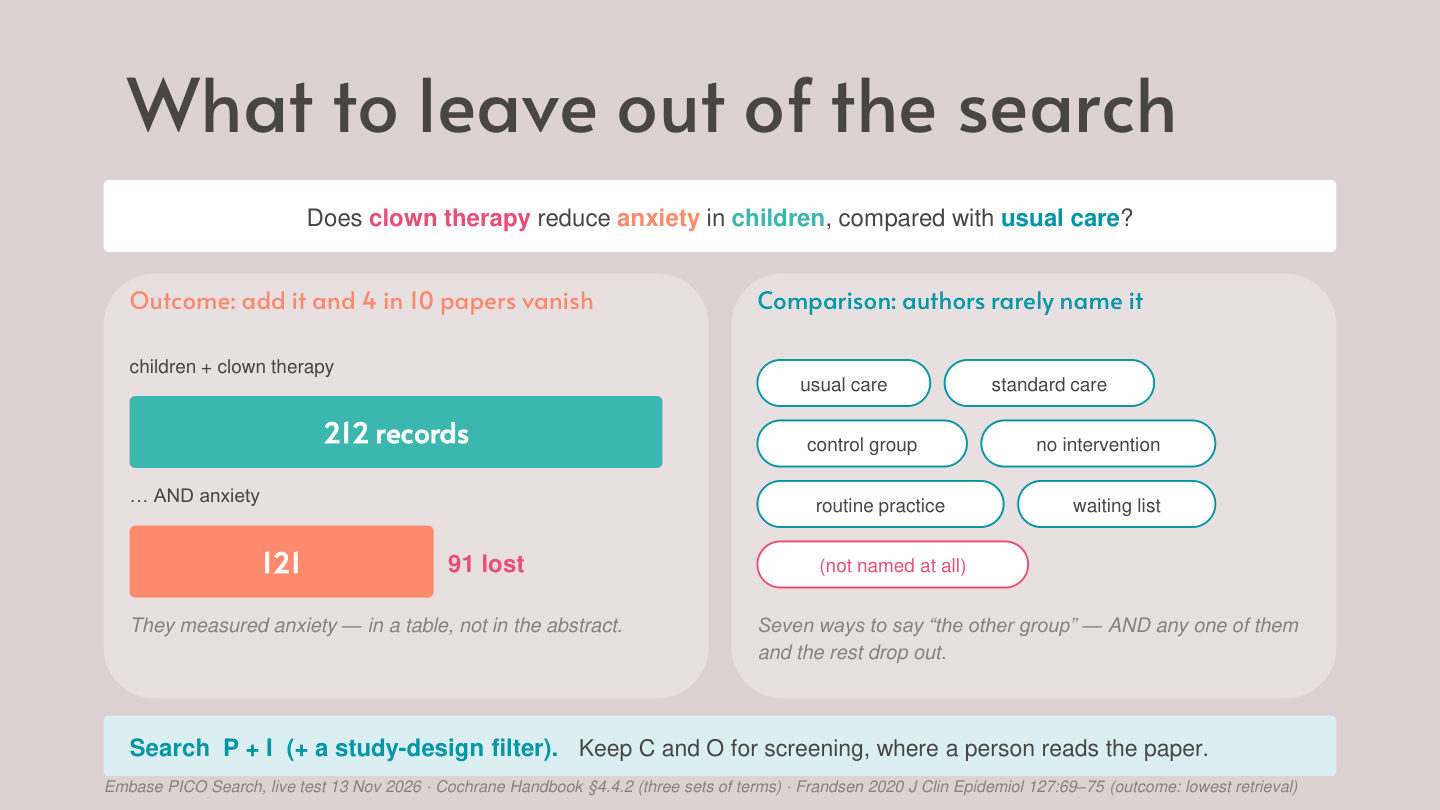 What to leave out of the search
Does clown therapy reduce anxiety in children, compared with usual care?
Outcome: add it and 4 in 10 papers vanish
children + clown therapy
212 records
… AND anxiety
121
91 lost
They measured anxiety — in a table, not in the abstract.
Comparison: authors rarely name it
usual care
standard care
control group
no intervention
routine practice
waiting list
(not named at all)
Seven ways to say “the other group” — AND any one of them
and the rest drop out.
Search P + I (+ a study-design filter). Keep C and O for screening, where a person reads the paper.
Embase PICO Search, live test 13 Nov 2026 · Cochrane Handbook §4.4.2 (three sets of terms) · Frandsen 2020 J Clin Epidemiol 127:69–75 (outcome: lowest retrieval)